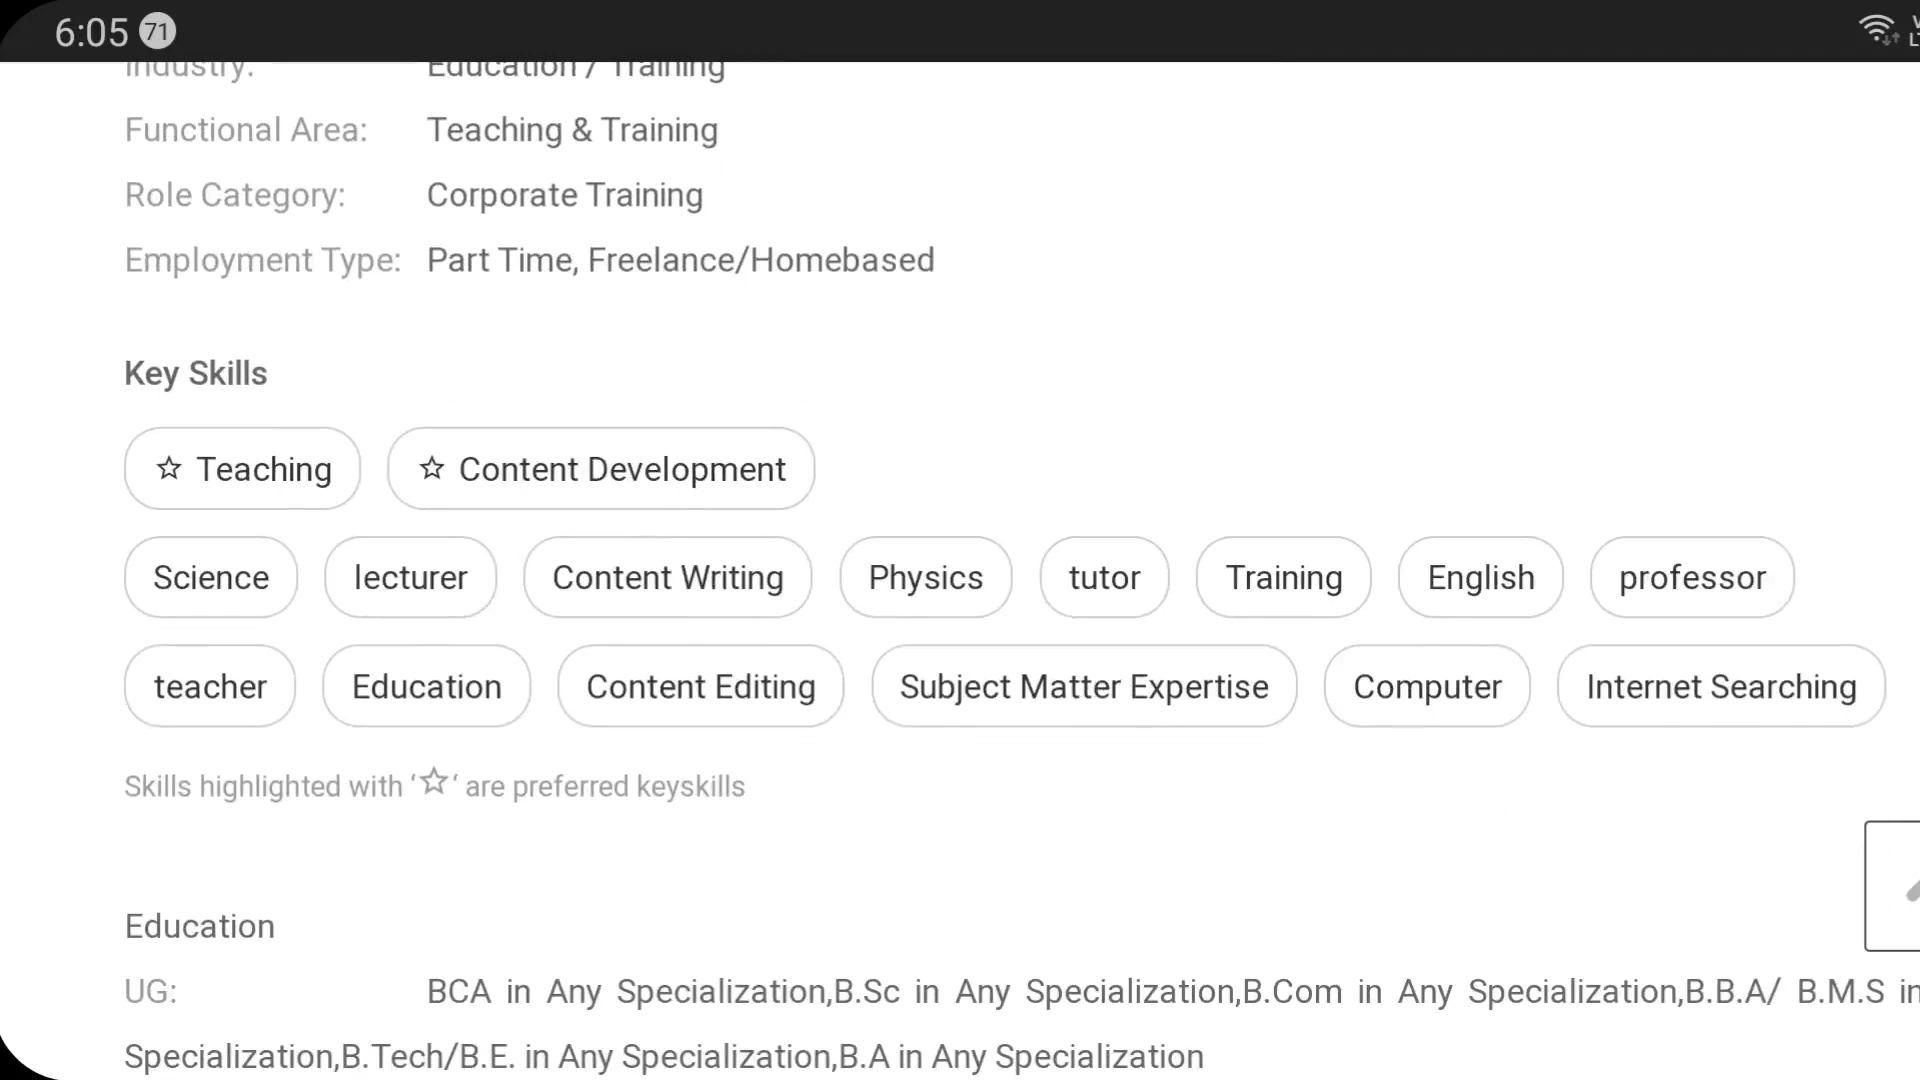 6:05 71
Industry: Education / Training
Functional Area: Teaching & Training
Role Category: Corporate Training
Employment Type: Part Time, Freelance/Homebased
Key Skills
☆ Teaching ☆ Content Development
Science lecturer Content Writing Physics tutor Training English professor
teacher Education Content Editing Subject Matter Expertise Computer Internet Searching
Skills highlighted with ‘☆‘ are preferred keyskills
Education
UG: BCA in Any Specialization,B.Sc in Any Specialization,B.Com in Any Specialization,B.B.A/ B.M.S in
Specialization,B.Tech/B.E. in Any Specialization,B.A in Any Specialization